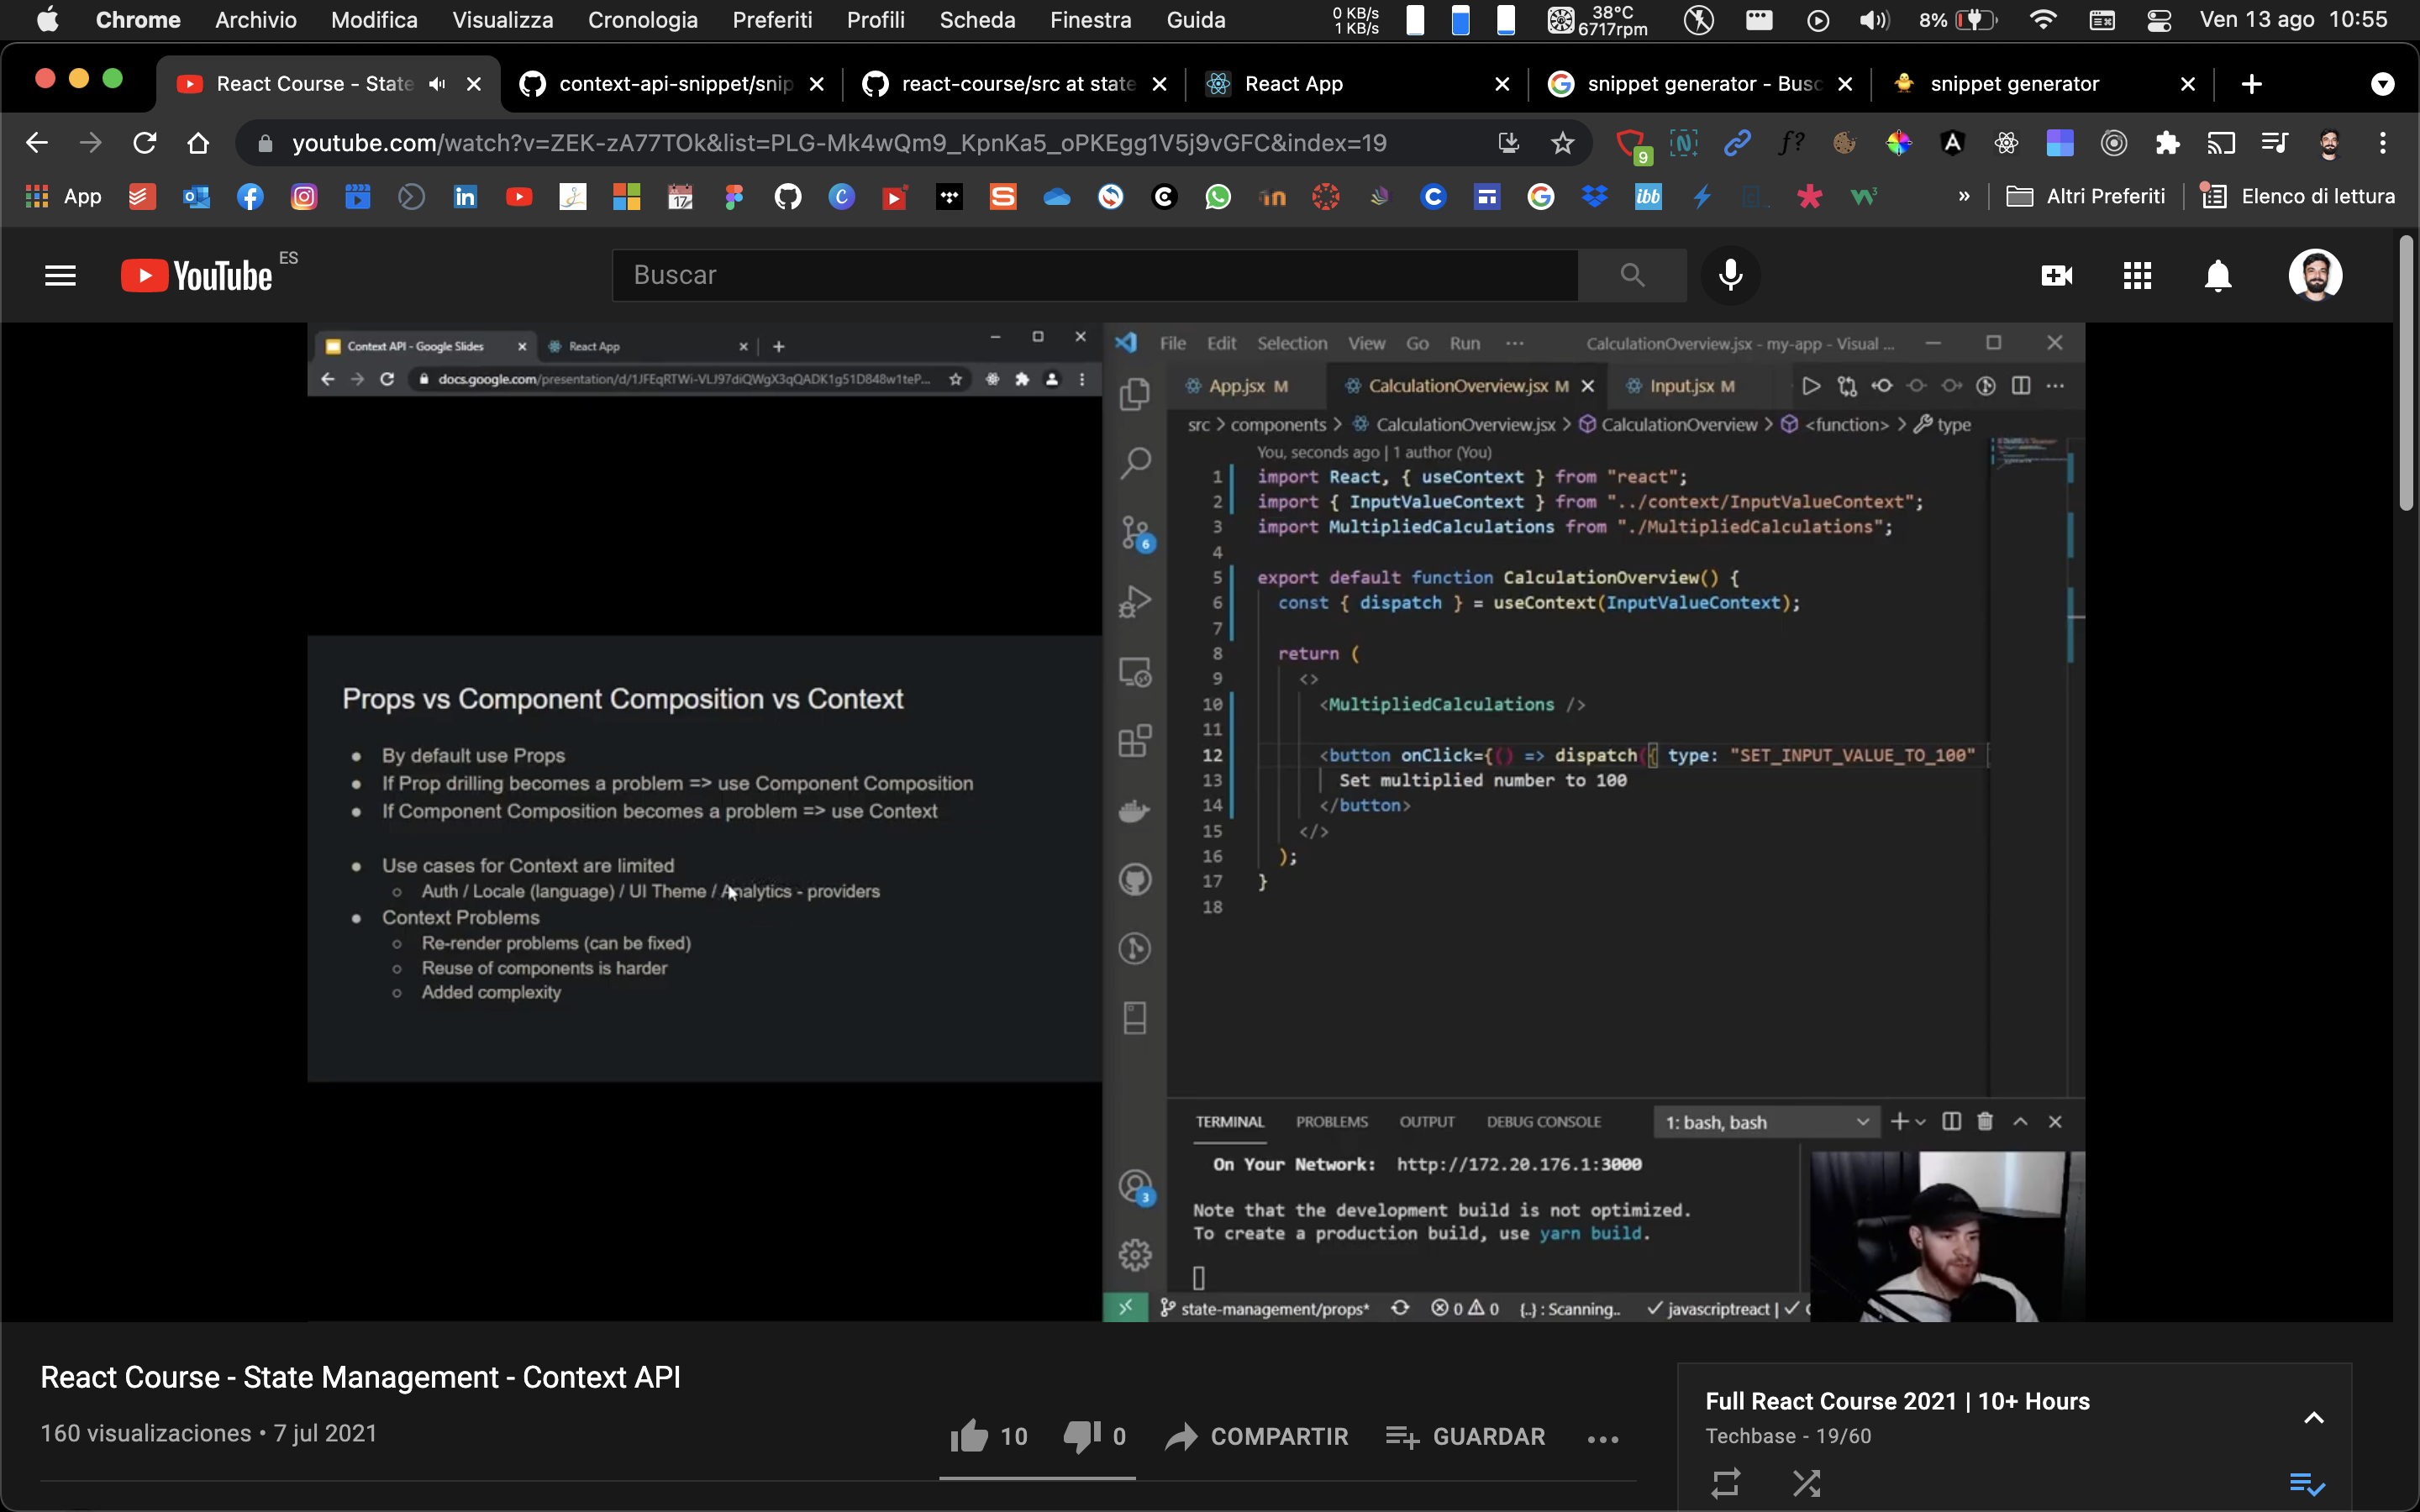 Chrome Archivio Modifica Visualizza Cronologia Preferiti Profili Scheda Finestra Guida 0 KB/s 1 KB/s 38°C 6717rpm 8% Ven 13 ago 10:55
React Course - State context-api-snippet/snip react-course/src at state React App snippet generator - Busc snippet generator
youtube.com/watch?v=ZEK-zA77TOk&list=PLG-Mk4wQm9_KpnKa5_oPKEgg1V5j9vGFC&index=19
9
App
Altri Preferiti Elenco di lettura
YouTube ES
Buscar
Context API - Google Slides React App
docs.google.com/presentation/d/1JFEqRTWi-VLJ97diQWgX3qQADK1g51D848w1teP...
Props vs Component Composition vs Context
By default use Props
If Prop drilling becomes a problem => use Component Composition
If Component Composition becomes a problem => use Context
Use cases for Context are limited
Auth / Locale (language) / UI Theme / Analytics - providers
Context Problems
Re-render problems (can be fixed)
Reuse of components is harder
Added complexity
File Edit Selection View Go Run ··· CalculationOverview.jsx - my-app - Visual ...
App.jsx M CalculationOverview.jsx M Input.jsx M
src > components > CalculationOverview.jsx > CalculationOverview > <function> > type
You, seconds ago | 1 author (You)
1 import React, { useContext } from "react";
2 import { InputValueContext } from "../context/InputValueContext";
3 import MultipliedCalculations from "./MultipliedCalculations";
4
5 export default function CalculationOverview() {
6 const { dispatch } = useContext(InputValueContext);
7
8 return (
9 <>
10 <MultipliedCalculations />
11
12 <button onClick={() => dispatch({ type: "SET_INPUT_VALUE_TO_100"
13 Set multiplied number to 100
14 </button>
15 </>
16 );
17 }
18
6
3
TERMINAL PROBLEMS OUTPUT DEBUG CONSOLE 1: bash, bash
On Your Network: http://172.20.176.1:3000
Note that the development build is not optimized.
To create a production build, use yarn build.
state-management/props* 0 0 {..} : Scanning.. javascriptreact |
React Course - State Management - Context API
160 visualizaciones • 7 jul 2021
10 0 COMPARTIR GUARDAR
Full React Course 2021 | 10+ Hours
Techbase - 19/60